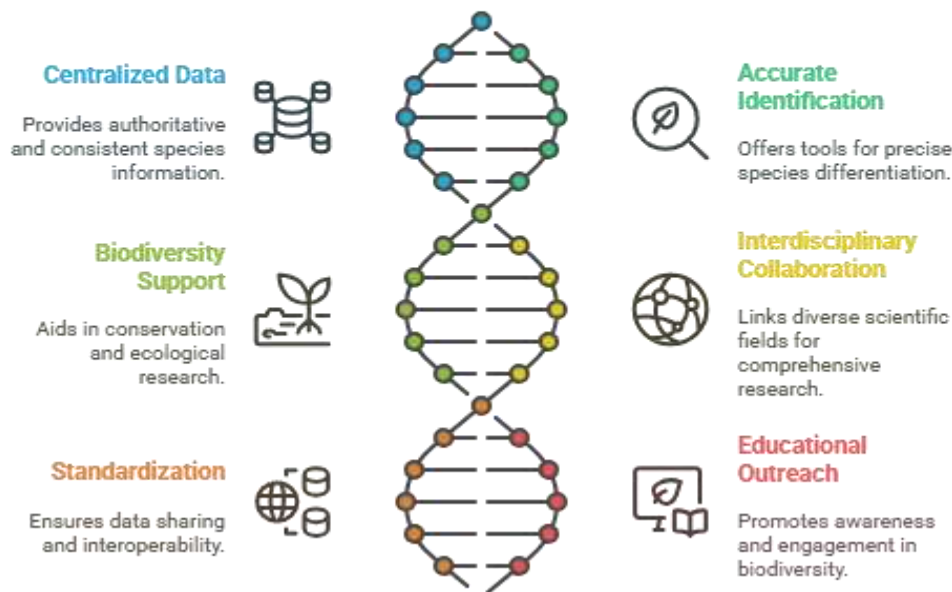 Centralized Data
Provides authoritative
and consistent species
information.
Accurate
Identification
Offers tools for precise
species differentiation.
Biodiversity
Support
Aids in conservation
and ecological
research.
Interdisciplinary
Collaboration
Links diverse scientific
fields for
comprehensive
research.
Standardization
Ensures data sharing
and interoperability.
Educational
Outreach
Promotes awareness
and engagement in
biodiversity.